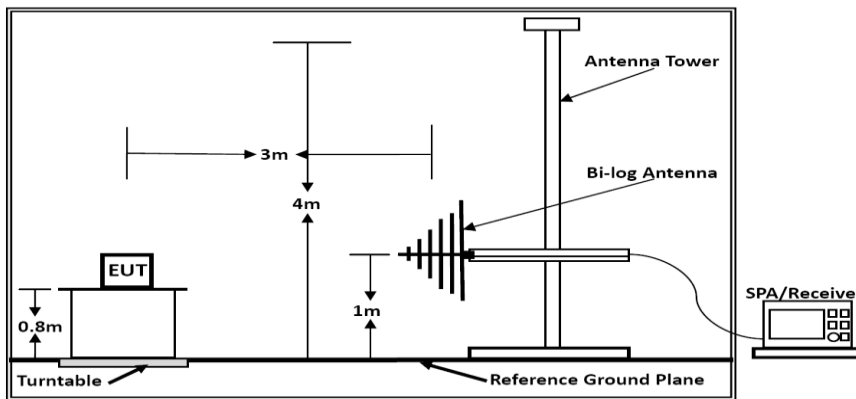 Antenna Tower
3m
Bi-log Antenna
4m
EUT
SPA/Receive
0.8m
1m
Turntable
Reference Ground Plane